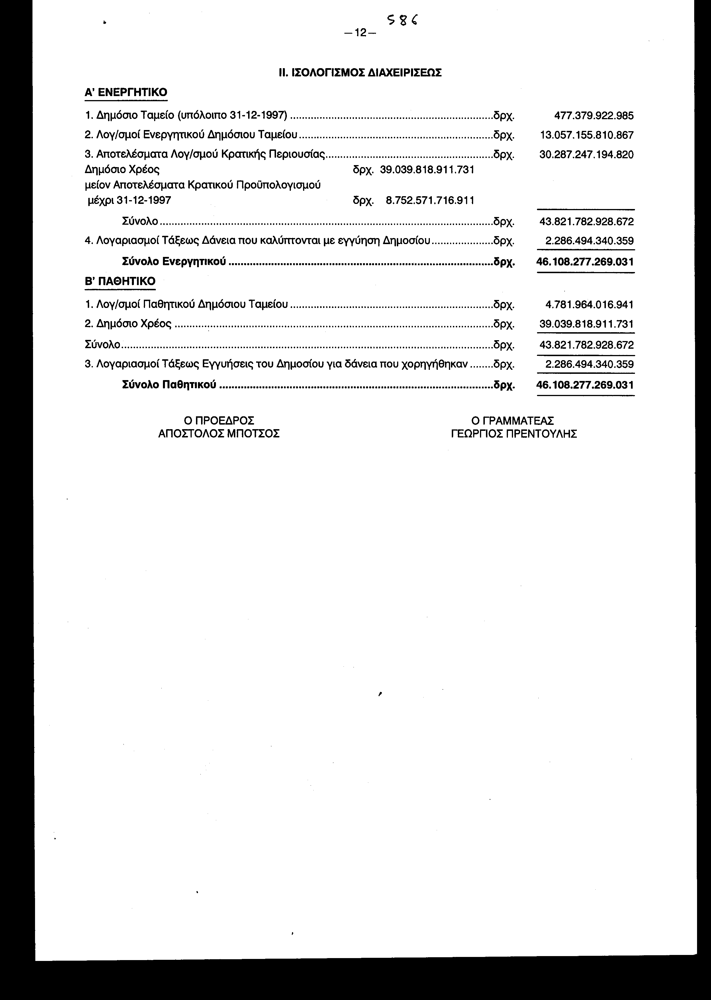 586
–12–
II. ΙΣΟΛΟΓΙΣΜΟΣ ΔΙΑΧΕΙΡΙΣΕΩΣ
Α’ ΕΝΕΡΓΗΤΙΚΟ
1. Δημόσιο Ταμείο (υπόλοιπο 31-12-1997) ..... δρχ. 477.379.922.985
2. Λογ/σμοί Ενεργητικού Δημόσιου Ταμείου ..... δρχ. 13.057.155.810.867
3. Αποτελέσματα Λογ/σμού Κρατικής Περιουσίας ..... δρχ. 30.287.247.194.820
Δημόσιο Χρέος δρχ. 39.039.818.911.731
μείον Αποτελέσματα Κρατικού Προϋπολογισμού
μέχρι 31-12-1997 δρχ. 8.752.571.716.911
Σύνολο ..... δρχ. 43.821.782.928.672
4. Λογαριασμοί Τάξεως Δάνεια που καλύπτονται με εγγύηση Δημοσίου ..... δρχ. 2.286.494.340.359
Σύνολο Ενεργητικού ..... δρχ. 46.108.277.269.031
Β’ ΠΑΘΗΤΙΚΟ
1. Λογ/σμοί Παθητικού Δημόσιου Ταμείου ..... δρχ. 4.781.964.016.941
2. Δημόσιο Χρέος ..... δρχ. 39.039.818.911.731
Σύνολο ..... δρχ. 43.821.782.928.672
3. Λογαριασμοί Τάξεως Εγγυήσεις του Δημοσίου για δάνεια που χορηγήθηκαν ..... δρχ. 2.286.494.340.359
Σύνολο Παθητικού ..... δρχ. 46.108.277.269.031
Ο ΠΡΟΕΔΡΟΣ Ο ΓΡΑΜΜΑΤΕΑΣ
ΑΠΟΣΤΟΛΟΣ ΜΠΟΤΣΟΣ ΓΕΩΡΓΙΟΣ ΠΡΕΝΤΟΥΛΗΣ